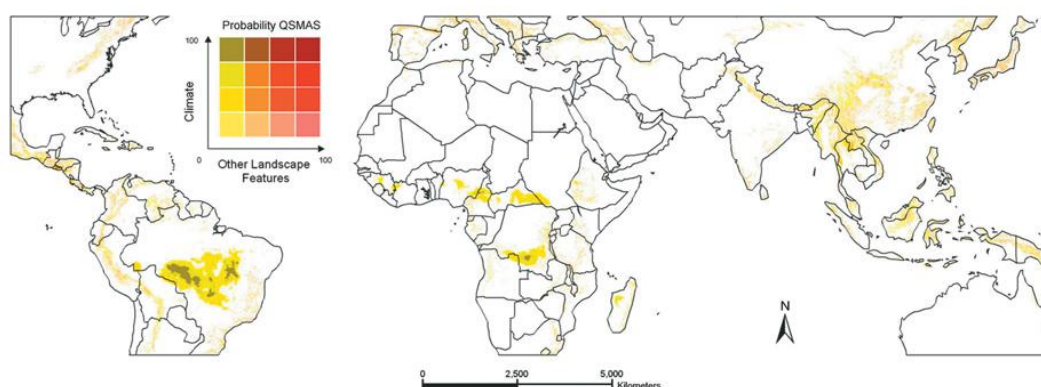 Probability QSMAS
100
Climate
0
Other Landscape
Features
100
N
0
2,500
5,000
Kilometers